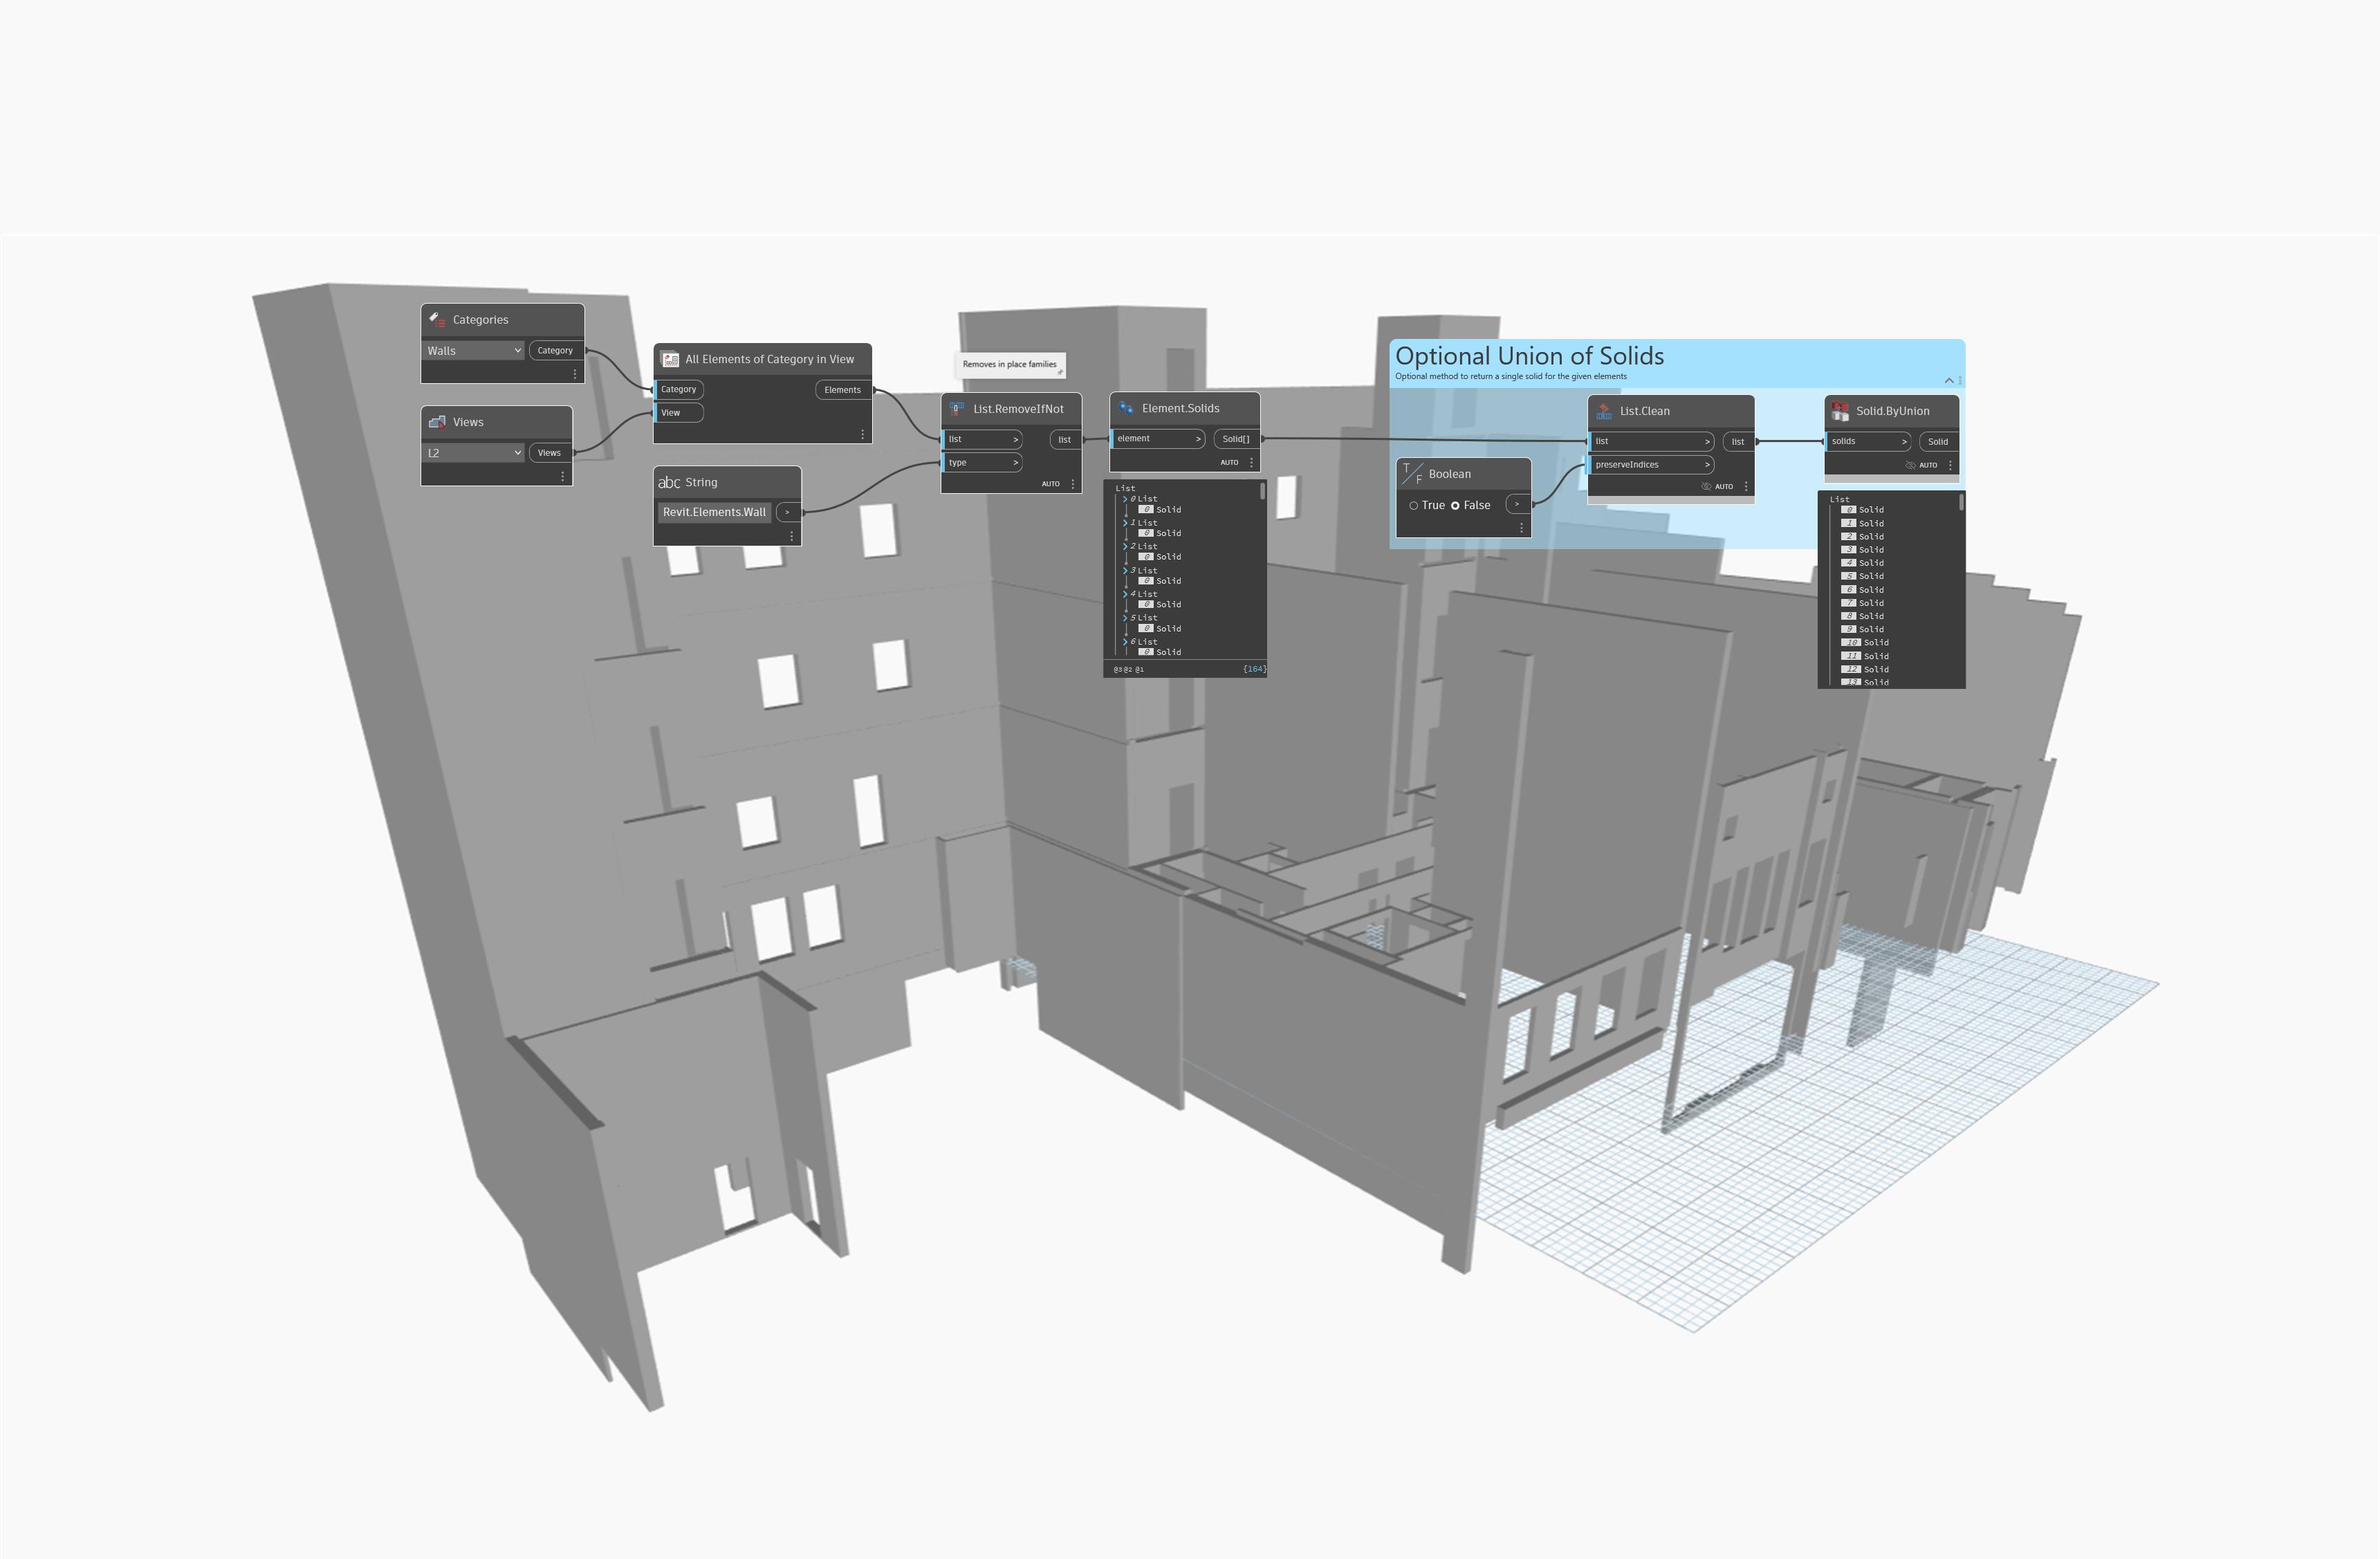 Categories
Walls
Category
Views
L2
Views
All Elements of Category in View
Category
Elements
View
abc String
Revit.Elements.Wall
>
Removes in place families
List.RemoveIfNot
list >
list
type >
AUTO
Element.Solids
element >
Solid[]
AUTO
List
0 List
0 Solid
1 List
0 Solid
2 List
0 Solid
3 List
0 Solid
4 List
0 Solid
5 List
0 Solid
6 List
0 Solid
@3 @2 @1
{164}
Optional Union of Solids
Optional method to return a single solid for the given elements
T/F Boolean
True
False
>
List.Clean
list >
list
preserveIndices >
AUTO
Solid.ByUnion
solids >
Solid
AUTO
List
0 Solid
1 Solid
2 Solid
3 Solid
4 Solid
5 Solid
6 Solid
7 Solid
8 Solid
9 Solid
10 Solid
11 Solid
12 Solid
13 Solid